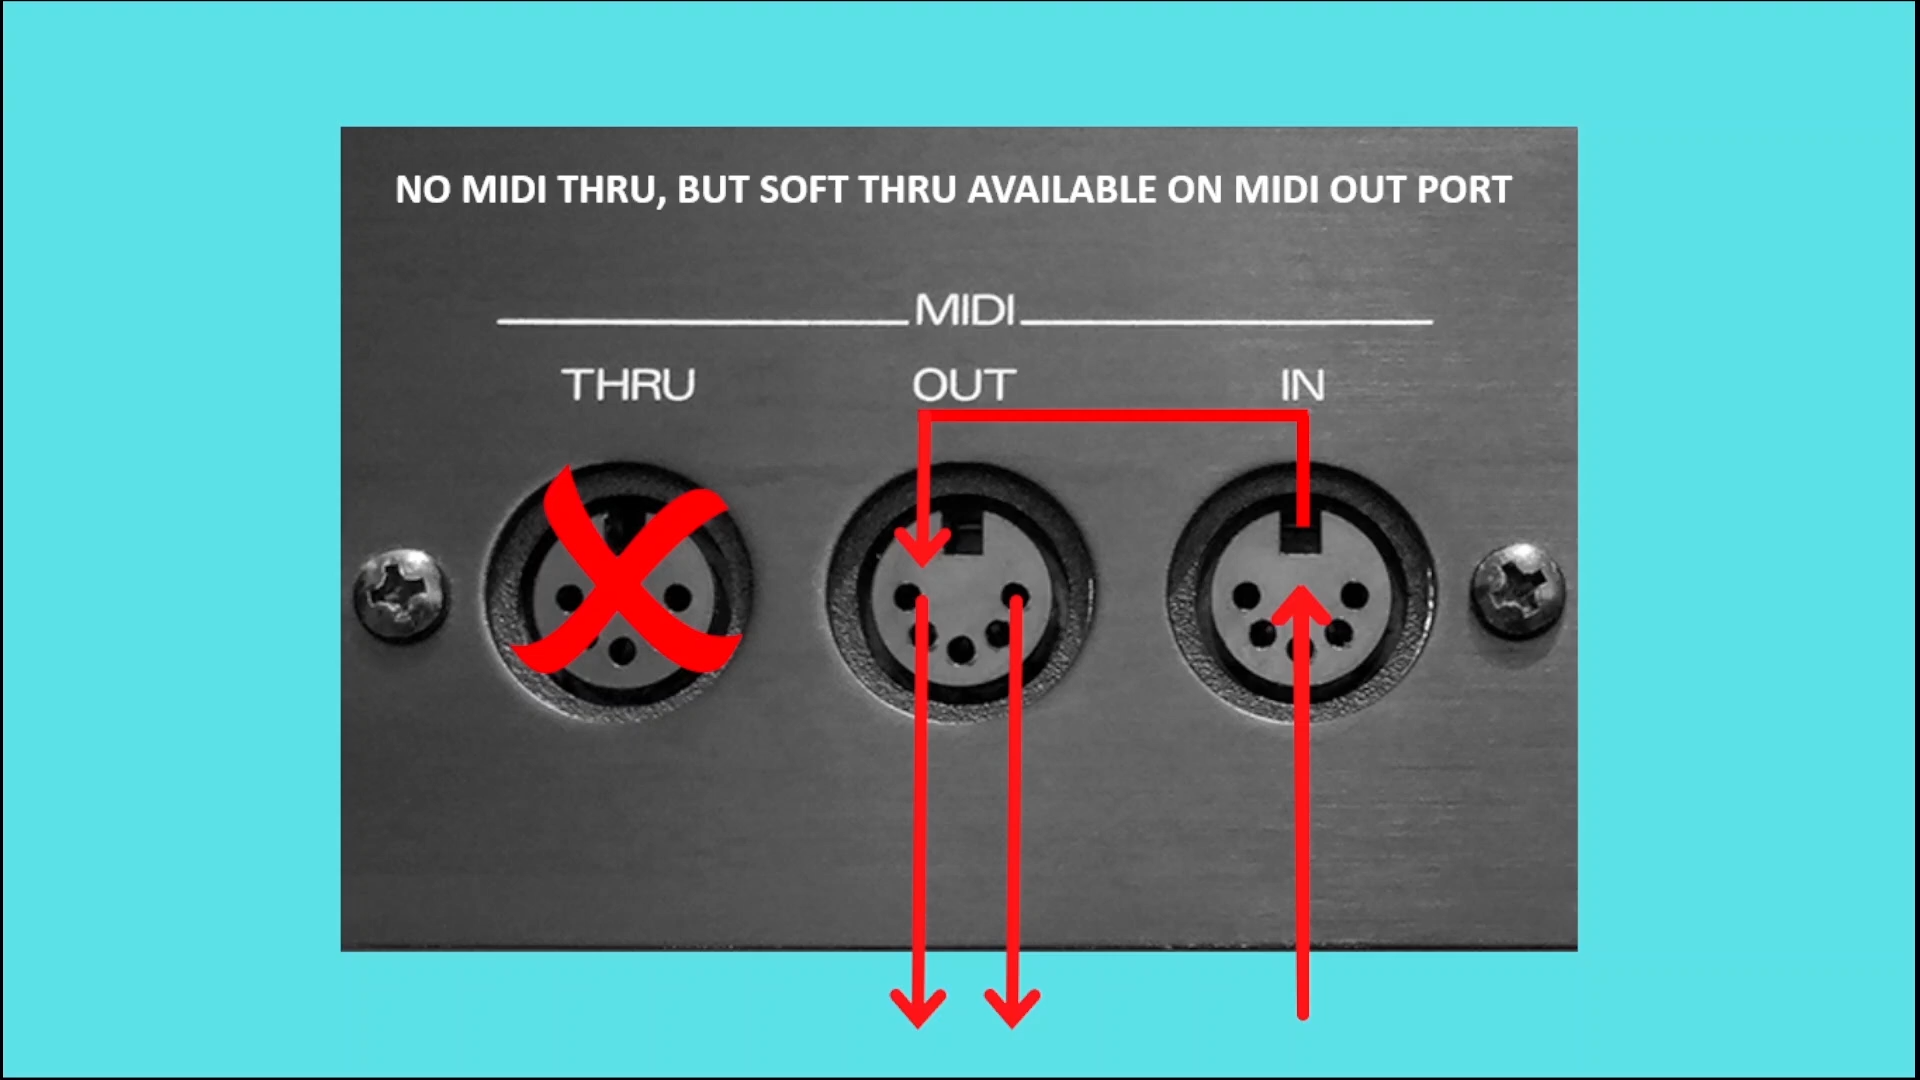 NO MIDI THRU, BUT SOFT THRU AVAILABLE ON MIDI OUT PORT
MIDI
THRU OUT IN